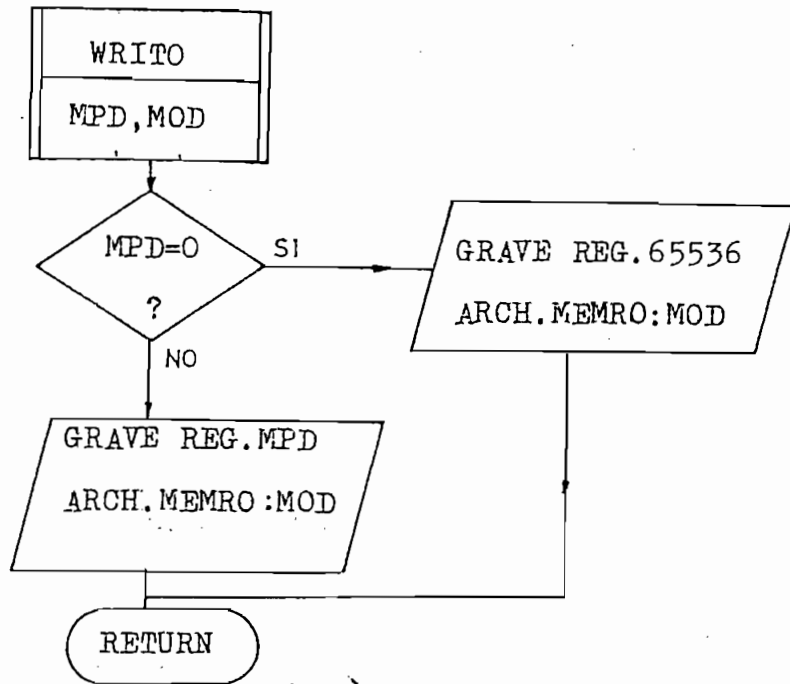 WRITO
MPD,MOD
MPD=0
?
SI
GRAVE REG.65536
ARCH.MEMRO:MOD
NO
GRAVE REG.MPD
ARCH.MEMRO:MOD
RETURN